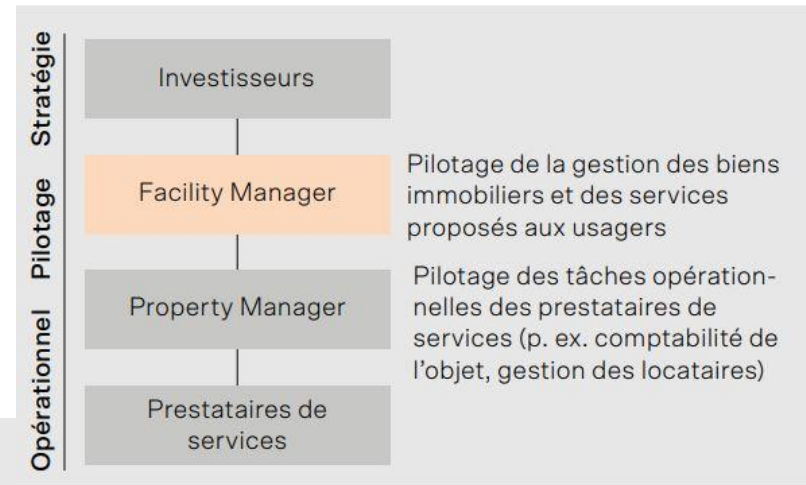 Stratégie
Pilotage
Opérationnel
Investisseurs
Facility Manager
Pilotage de la gestion des biens
immobiliers et des services
proposés aux usagers
Property Manager
Pilotage des tâches opération-
nelles des prestataires de
services (p. ex. comptabilité de
l’objet, gestion des locataires)
Prestataires de
services